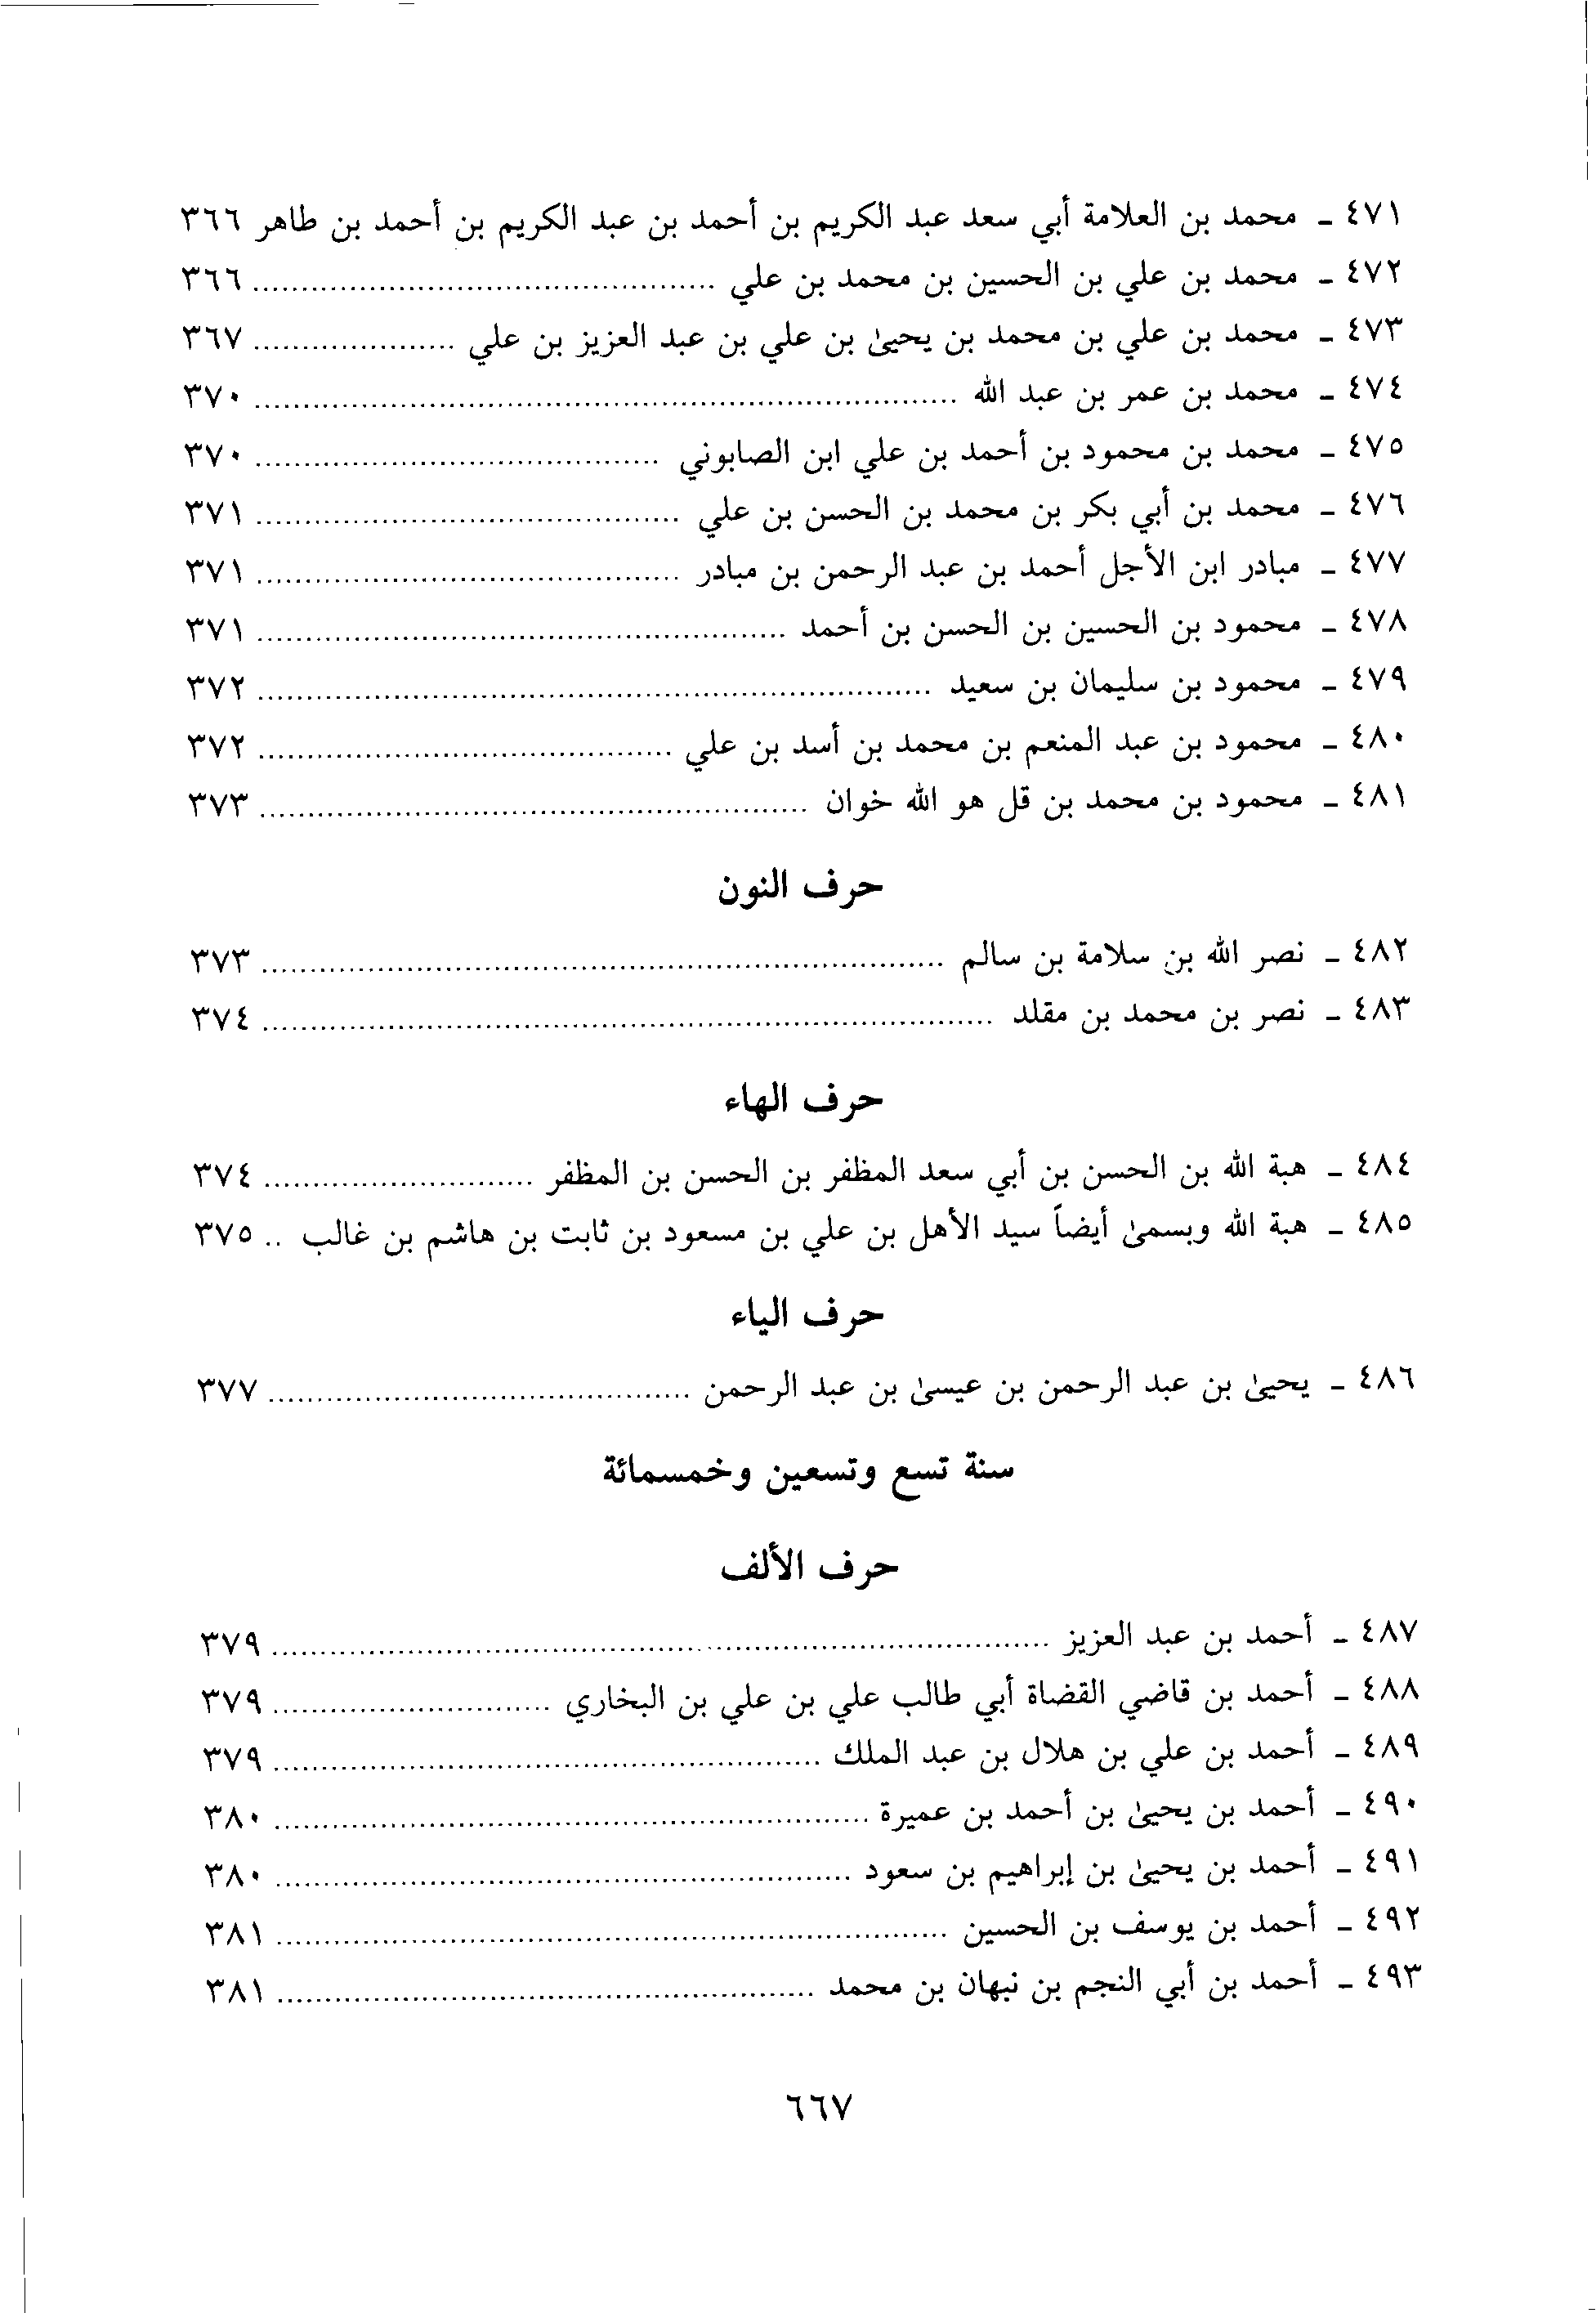 ٤٧١ ـ محمد بن العلامة أبي سعد عبد الكريم بن أحمد بن عبد الكريم بن أحمد بن طاهر ٣٦٦
٤٧٢ ـ محمد بن علي بن الحسين بن محمد بن علي ............ ٣٦٦
٤٧٣ ـ محمد بن علي بن محمد بن يحيىٰ بن علي بن عبد العزيز بن علي ............ ٣٦٧
٤٧٤ ـ محمد بن عمر بن عبد الله ............ ٣٧٠
٤٧٥ ـ محمد بن محمود بن أحمد بن علي ابن الصابوني ............ ٣٧٠
٤٧٦ ـ محمد بن أبي بكر بن محمد بن الحسن بن علي ............ ٣٧١
٤٧٧ ـ مبادر ابن الأجل أحمد بن عبد الرحمن بن مبادر ............ ٣٧١
٤٧٨ ـ محمود بن الحسين بن الحسن بن أحمد ............ ٣٧١
٤٧٩ ـ محمود بن سليمان بن سعيد ............ ٣٧٢
٤٨٠ ـ محمود بن عبد المنعم بن محمد بن أسد بن علي ............ ٣٧٢
٤٨١ ـ محمود بن محمد بن قل هو الله خوان ............ ٣٧٣
حرف النون
٤٨٢ ـ نصر الله بن سلامة بن سالم ............ ٣٧٣
٤٨٣ ـ نصر بن محمد بن مقلد ............ ٣٧٤
حرف الهاء
٤٨٤ ـ هبة الله بن الحسن بن أبي سعد المظفر بن الحسن بن المظفر ............ ٣٧٤
٤٨٥ ـ هبة الله ويسمىٰ أيضاً سيد الأهل بن علي بن مسعود بن ثابت بن هاشم بن غالب .. ٣٧٥
حرف الياء
٤٨٦ ـ يحيىٰ بن عبد الرحمن بن عيسىٰ بن عبد الرحمن ............ ٣٧٧
سنة تسع وتسعين وخمسمائة
حرف الألف
٤٨٧ ـ أحمد بن عبد العزيز ............ ٣٧٩
٤٨٨ ـ أحمد بن قاضي القضاة أبي طالب علي بن علي بن البخاري ............ ٣٧٩
٤٨٩ ـ أحمد بن علي بن هلال بن عبد الملك ............ ٣٧٩
٤٩٠ ـ أحمد بن يحيىٰ بن أحمد بن عميرة ............ ٣٨٠
٤٩١ ـ أحمد بن يحيىٰ بن إبراهيم بن سعود ............ ٣٨٠
٤٩٢ ـ أحمد بن يوسف بن الحسين ............ ٣٨١
٤٩٣ ـ أحمد بن أبي النجم بن نبهان بن محمد ............ ٣٨١
٦٦٧